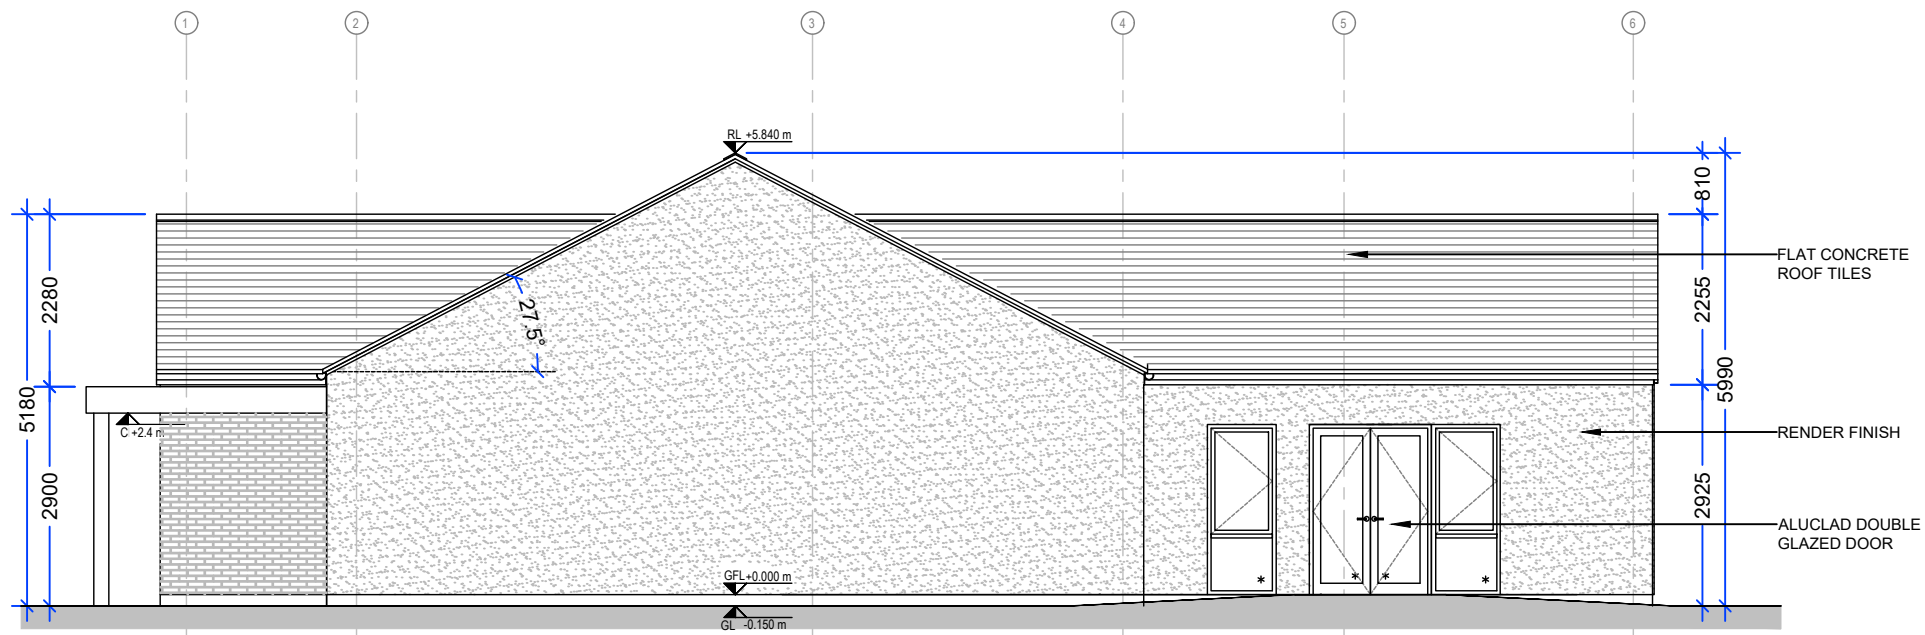 1
2
3
4
5
6
RL +5.840 m
810
FLAT CONCRETE
ROOF TILES
2280
2255
27.5°
5180
5990
C +2.4 m
RENDER FINISH
2900
2925
ALUCLAD DOUBLE
GLAZED DOOR
GFL +0.000 m
GL -0.150 m